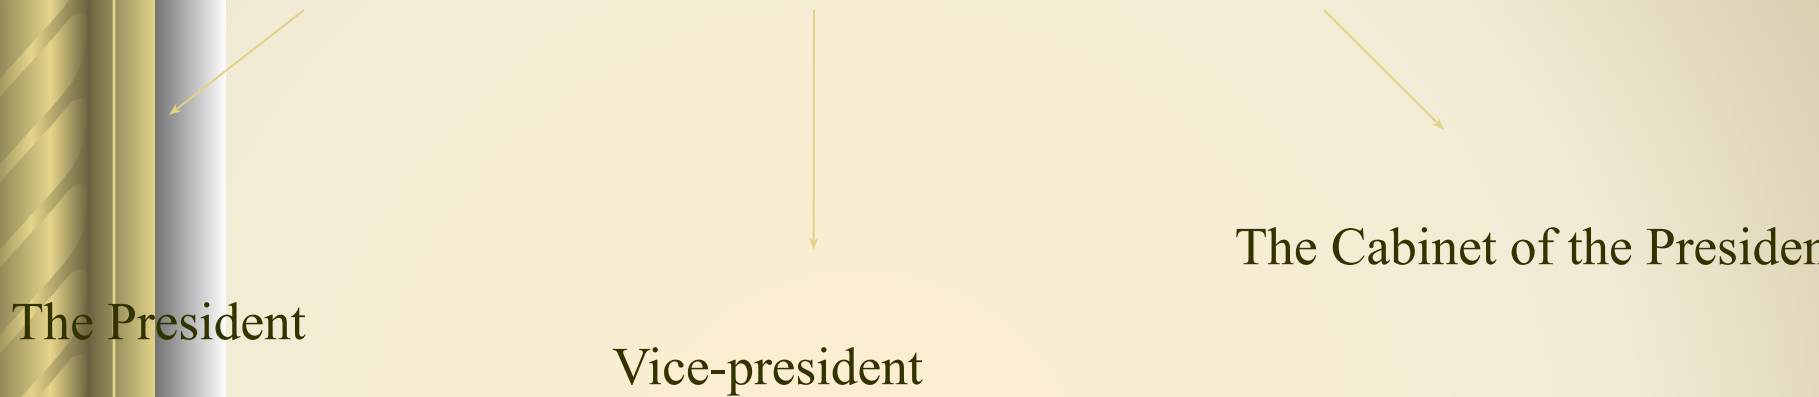 The President
Vice-president
The Cabinet of the Presiden